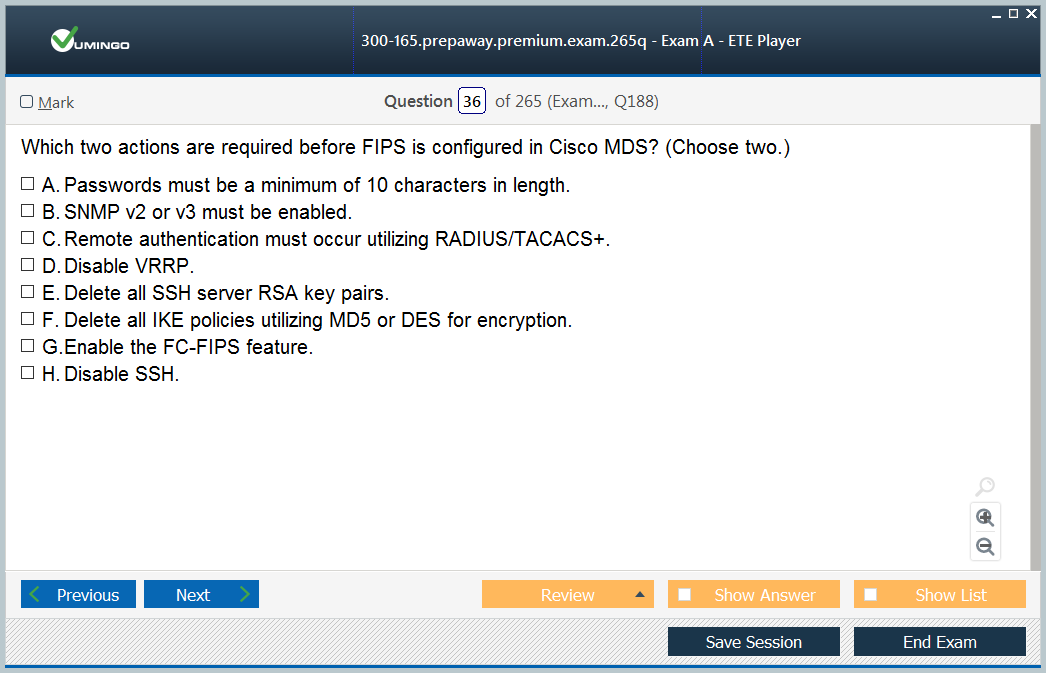 VUMINGO
300-165.prepaway.premium.exam.265q - Exam A - ETE Player
Mark
Question 36 of 265 (Exam..., Q188)
Which two actions are required before FIPS is configured in Cisco MDS? (Choose two.)
A. Passwords must be a minimum of 10 characters in length.
B. SNMP v2 or v3 must be enabled.
C. Remote authentication must occur utilizing RADIUS/TACACS+.
D. Disable VRRP.
E. Delete all SSH server RSA key pairs.
F. Delete all IKE policies utilizing MD5 or DES for encryption.
G.Enable the FC-FIPS feature.
H. Disable SSH.
Previous Next Review Show Answer Show List
Save Session End Exam